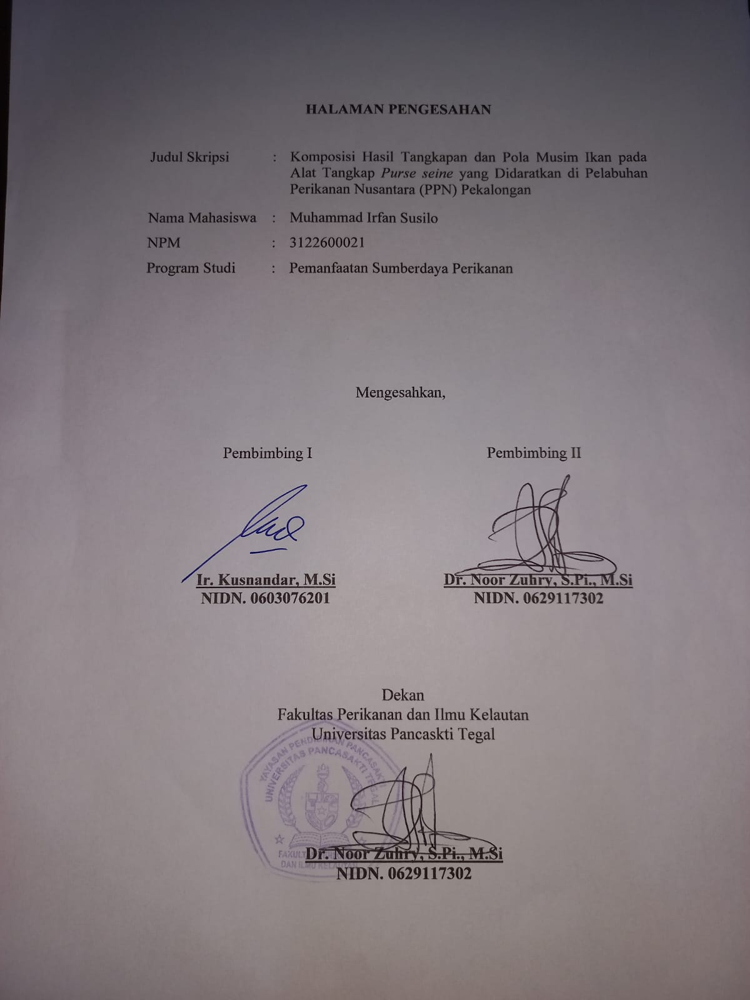 HALAMAN PENGESAHAN
Judul Skripsi : Komposisi Hasil Tangkapan dan Pola Musim Ikan pada
Alat Tangkap Purse seine yang Didaratkan di Pelabuhan
Perikanan Nusantara (PPN) Pekalongan
Nama Mahasiswa : Muhammad Irfan Susilo
NPM : 3122600021
Program Studi : Pemanfaatan Sumberdaya Perikanan
Mengesahkan,
Pembimbing I
Pembimbing II
Ir. Kusnandar, M.Si
NIDN. 0603076201
Dr. Noor Zuhry, S.Pi., M.Si
NIDN. 0629117302
Dekan
Fakultas Perikanan dan Ilmu Kelautan
Universitas Pancaskti Tegal
YAYASAN PENDIDIKAN PANCASAKTI
UNIVERSITAS PANCASAKTI TEGAL
DAN ILMU KELAUTAN
Dr. Noor Zuhry, S.Pi., M.Si
NIDN. 0629117302